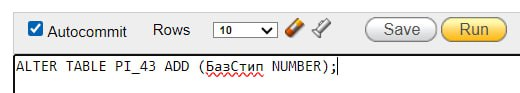 Autocommit Rows 10 Save Run
ALTER TABLE PI_43 ADD (БазСтип NUMBER);